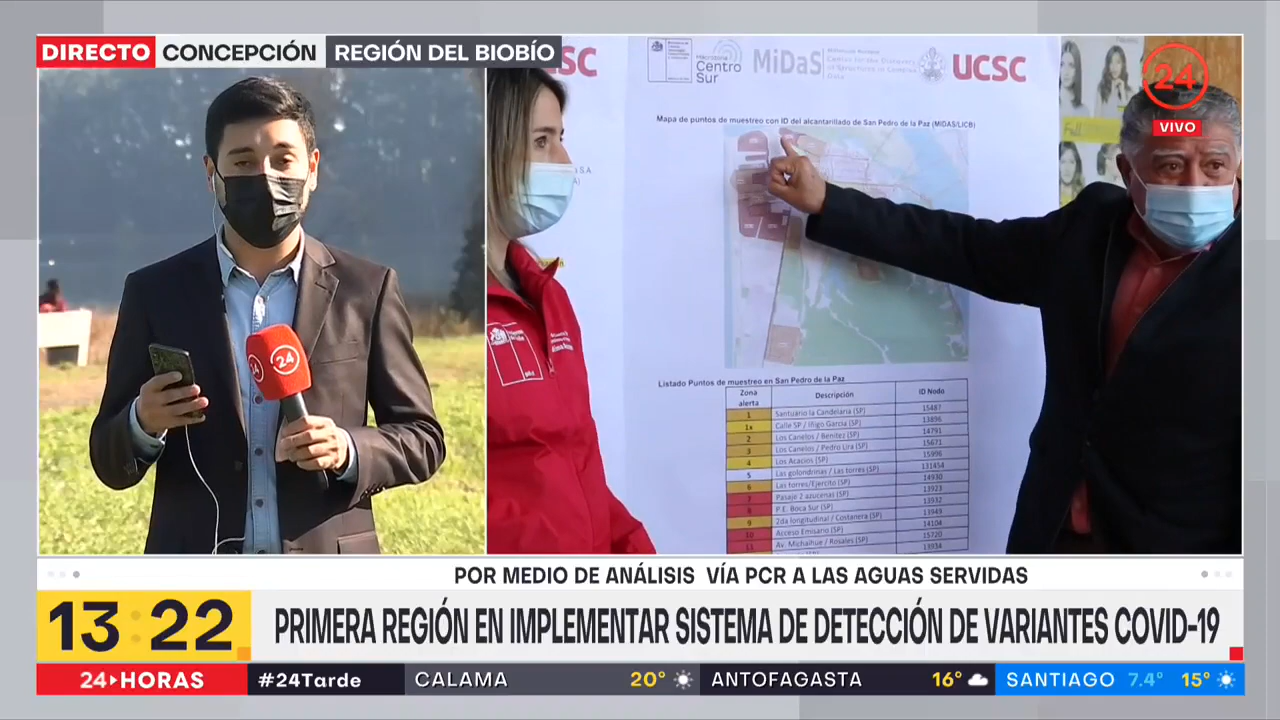 DIRECTO CONCEPCIÓN REGIÓN DEL BIOBÍO
24
VIVO
Centro
Sur
MiDaS
UCSC
Mapa de puntos de muestreo con ID del alcantarillado de San Pedro de la Paz (MIDAS/LICB)
Listado Puntos de muestreo en San Pedro de la Paz
Zona alerta Descripción ID Nodo
1 Santuario la Candelaria (SP) 15487
1x Calle SP / Iñigo Garcia (SP) 13896
2 Los Canelos / Benitez (SP) 14791
3 Los Canelos / Pedro Lira (SP) 15671
4 Los Acacios (SP) 15996
5 Las golondrinas / Las torres (SP) 131454
6 Las torres/Ejercito (SP) 14930
7 Pasaje 2 azucenas (SP) 13923
8 P.E. Boca Sur (SP) 13932
9 2da longitudinal / Costanera (SP) 13949
10 Acceso Emisario (SP) 14104
11 Av. Michaihue / Rosales (SP) 15720
13934
24
POR MEDIO DE ANÁLISIS VÍA PCR A LAS AGUAS SERVIDAS
13:22 PRIMERA REGIÓN EN IMPLEMENTAR SISTEMA DE DETECCIÓN DE VARIANTES COVID-19
24 HORAS #24Tarde CALAMA 20° ANTOFAGASTA 16° SANTIAGO 7.4° 15°